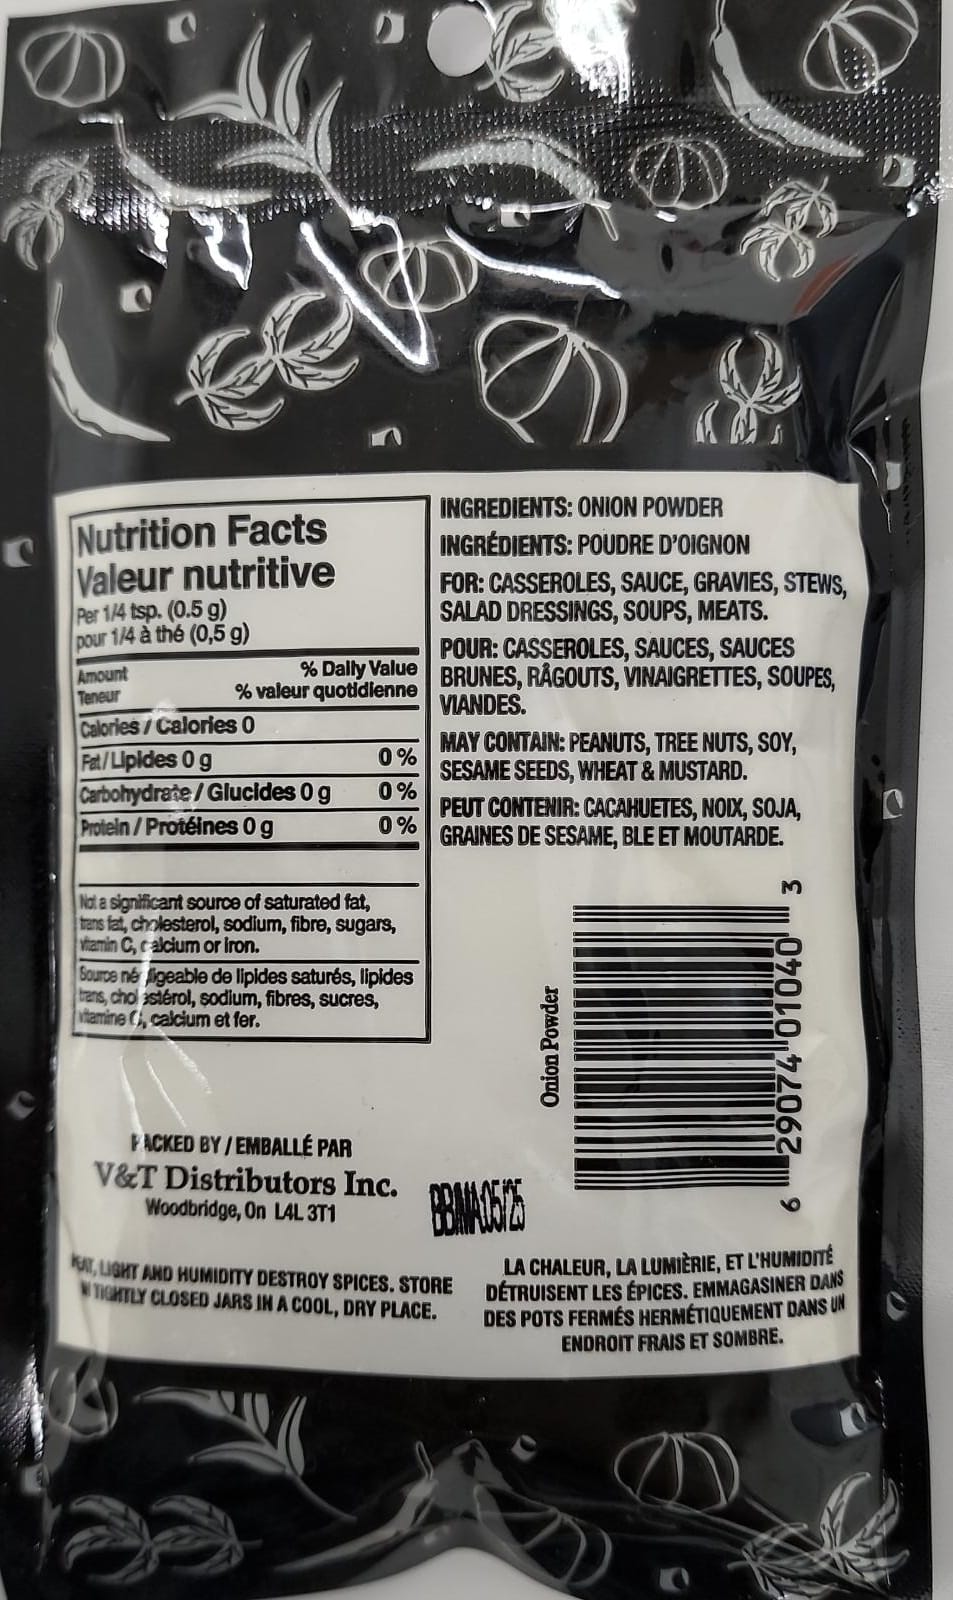 Nutrition Facts
Valeur nutritive
Per 1/4 tsp. (0.5 g)
pour 1/4 à thé (0,5 g)
Amount
Teneur
% Daily Value
% valeur quotidienne
Calories / Calories 0
Fat / Lipides 0 g 0 %
Carbohydrate / Glucides 0 g 0 %
Protein / Protéines 0 g 0 %
Not a significant source of saturated fat,
trans fat, cholesterol, sodium, fibre, sugars,
vitamin C, calcium or iron.
Source négligeable de lipides saturés, lipides
trans, cholestérol, sodium, fibres, sucres,
vitamine C, calcium et fer.
INGREDIENTS: ONION POWDER
INGRÉDIENTS: POUDRE D'OIGNON
FOR: CASSEROLES, SAUCE, GRAVIES, STEWS,
SALAD DRESSINGS, SOUPS, MEATS.
POUR: CASSEROLES, SAUCES, SAUCES
BRUNES, RÂGOUTS, VINAIGRETTES, SOUPES,
VIANDES.
MAY CONTAIN: PEANUTS, TREE NUTS, SOY,
SESAME SEEDS, WHEAT & MUSTARD.
PEUT CONTENIR: CACAHUETES, NOIX, SOJA,
GRAINES DE SESAME, BLE ET MOUTARDE.
Onion Powder
6 29074 01040 3
PACKED BY / EMBALLÉ PAR
V&T Distributors Inc.
Woodbridge, On L4L 3T1
BB/MA 05/25
HEAT, LIGHT AND HUMIDITY DESTROY SPICES. STORE
IN TIGHTLY CLOSED JARS IN A COOL, DRY PLACE.
LA CHALEUR, LA LUMIÈRIE, ET L'HUMIDITÉ
DÉTRUISENT LES ÉPICES. EMMAGASINER DANS
DES POTS FERMÉS HERMÉTIQUEMENT DANS UN
ENDROIT FRAIS ET SOMBRE.